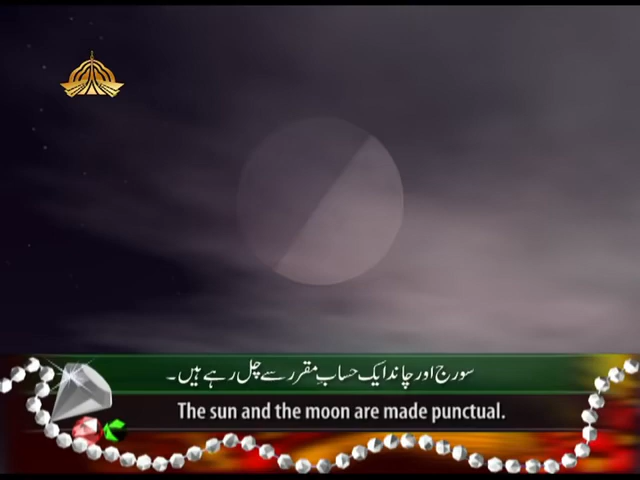 سورج اور چاند ایک حسابِ مقرر سے چل رہے ہیں۔
The sun and the moon are made punctual.